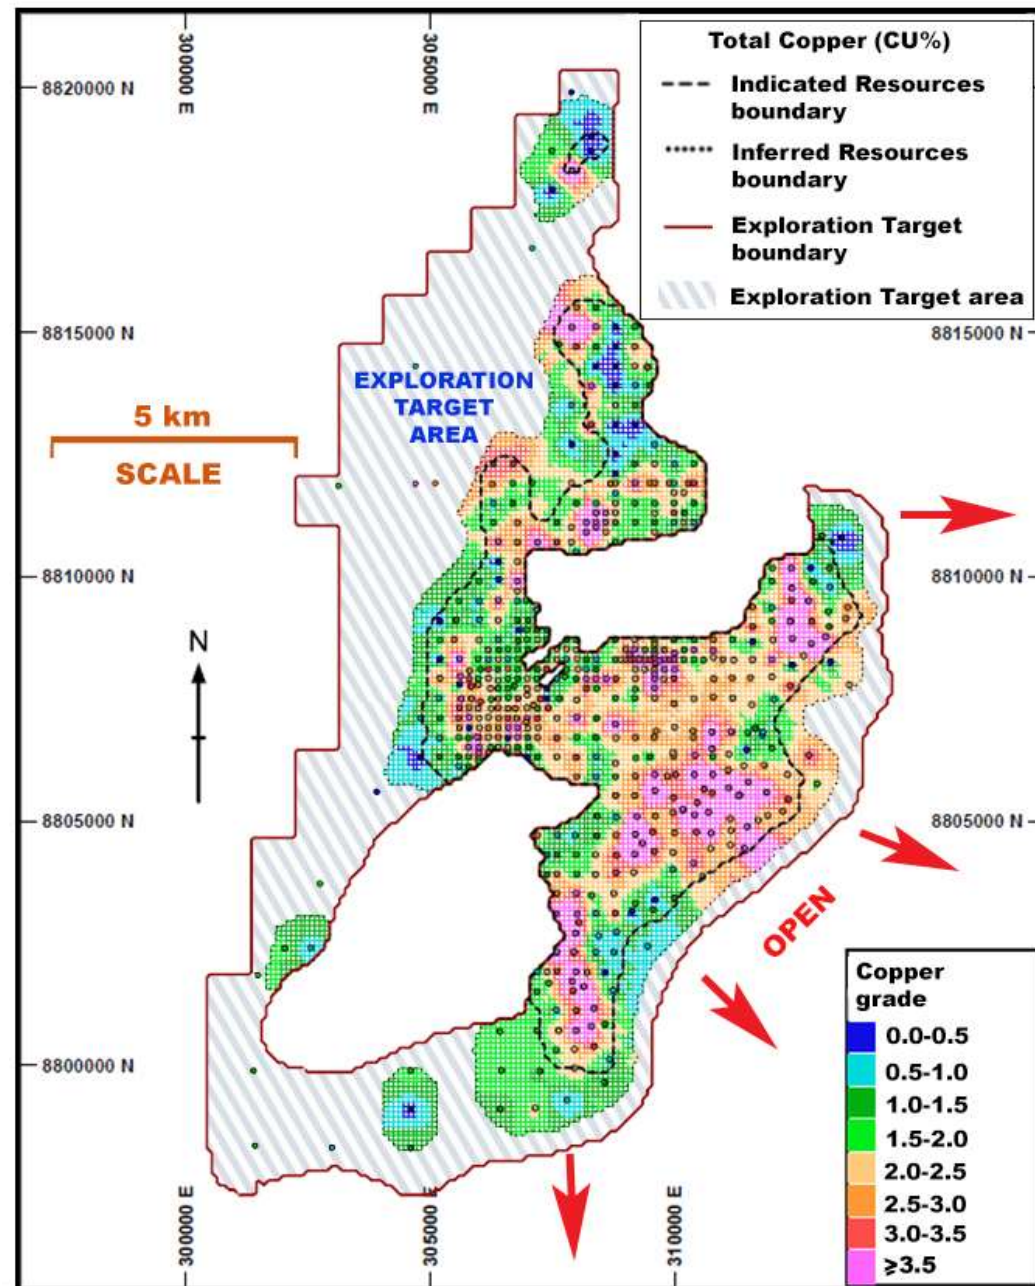 300000 E
305000 E
Total Copper (CU%)
Indicated Resources
boundary
Inferred Resources
boundary
Exploration Target
boundary
Exploration Target area
8820000 N
8815000 N
8815000 N
EXPLORATION
TARGET
AREA
5 km
SCALE
8810000 N
8810000 N
N
8805000 N
8805000 N
OPEN
8800000 N
Copper
grade
0.0-0.5
0.5-1.0
1.0-1.5
1.5-2.0
2.0-2.5
2.5-3.0
3.0-3.5
⩾3.5
300000 E
305000 E
310000 E